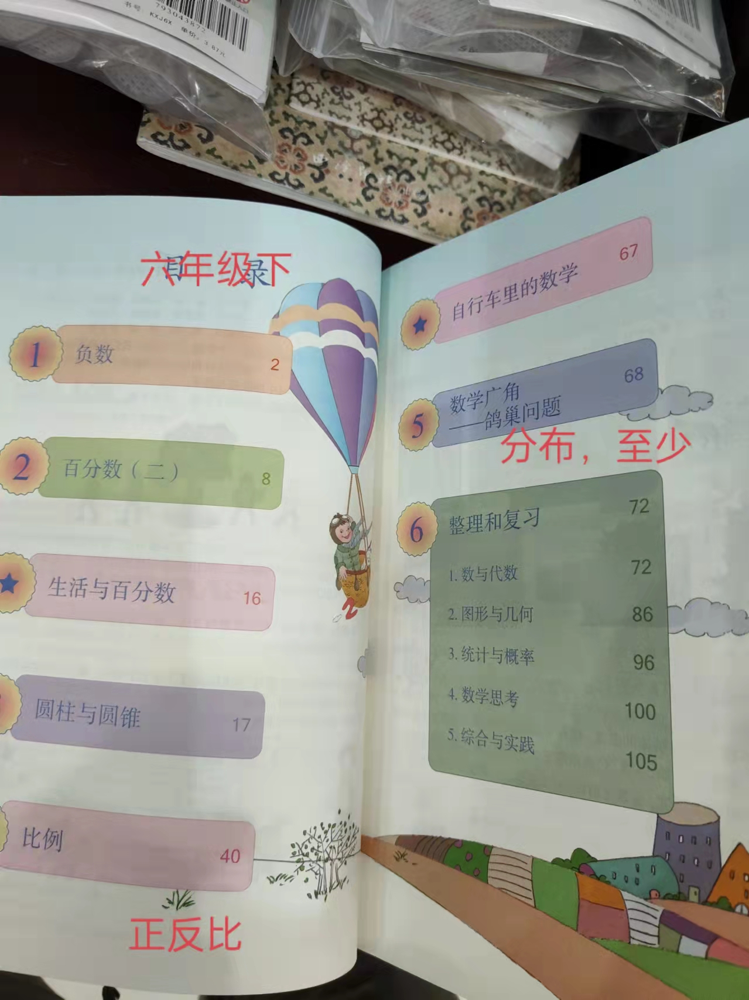 793043872
书号: KXJ6X 单价: 3.87元
目 录
六年级下
1 负数 2
2 百分数（二） 8
生活与百分数 16
圆柱与圆锥 17
比例 40
正反比
自行车里的数学 67
5 数学广角 68
——鸽巢问题
分布，至少
6 整理和复习 72
1. 数与代数 72
2. 图形与几何 86
3. 统计与概率 96
4. 数学思考 100
5. 综合与实践 105